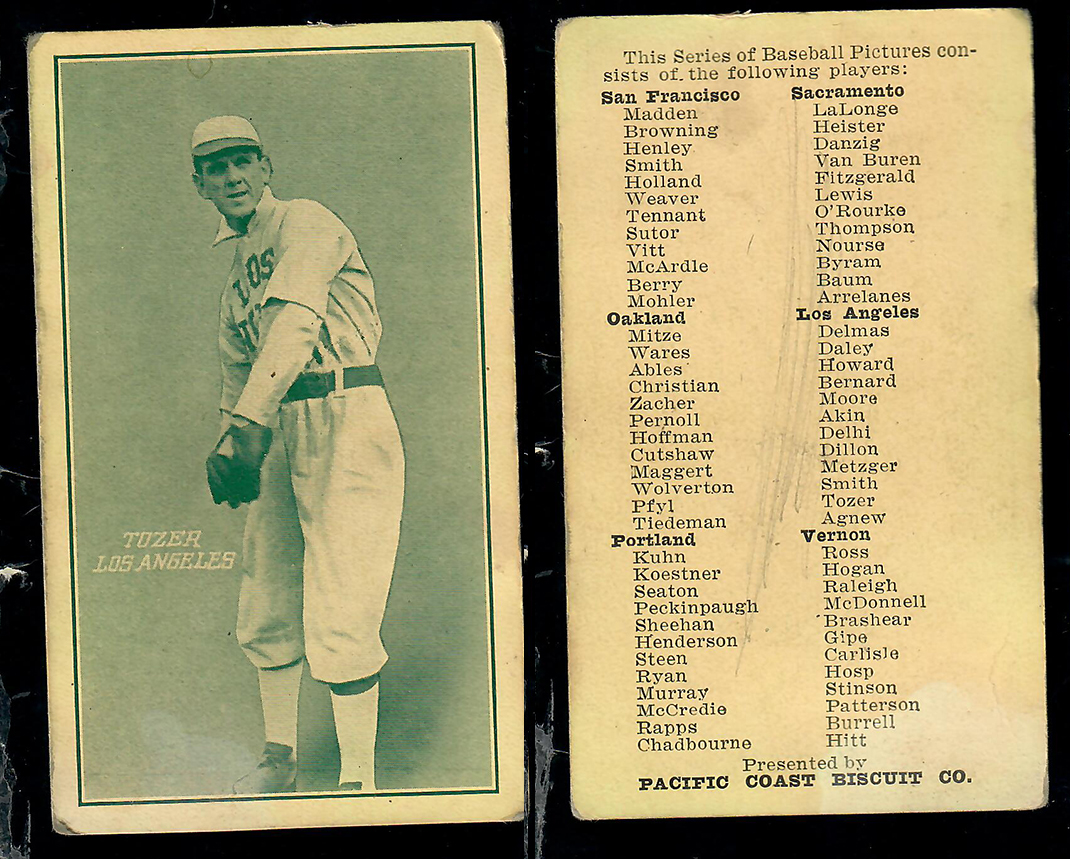 LOS
TOZER
LOS ANGELES
This Series of Baseball Pictures con-
sists of the following players:
San Francisco
Madden
Browning
Henley
Smith
Holland
Weaver
Tennant
Sutor
Vitt
McArdle
Berry
Mohler
Oakland
Mitze
Wares
Ables
Christian
Zacher
Pernoll
Hoffman
Cutshaw
Maggert
Wolverton
Pfyl
Tiedeman
Portland
Kuhn
Koestner
Seaton
Peckinpaugh
Sheehan
Henderson
Steen
Ryan
Murray
McCredie
Rapps
Chadbourne
Sacramento
LaLonge
Heister
Danzig
Van Buren
Fitzgerald
Lewis
O'Rourke
Thompson
Nourse
Byram
Baum
Arrelanes
Los Angeles
Delmas
Daley
Howard
Bernard
Moore
Akin
Delhi
Dillon
Metzger
Smith
Tozer
Agnew
Vernon
Ross
Hogan
Raleigh
McDonnell
Brashear
Gipe
Carlisle
Hosp
Stinson
Patterson
Burrell
Hitt
Presented by
PACIFIC COAST BISCUIT CO.